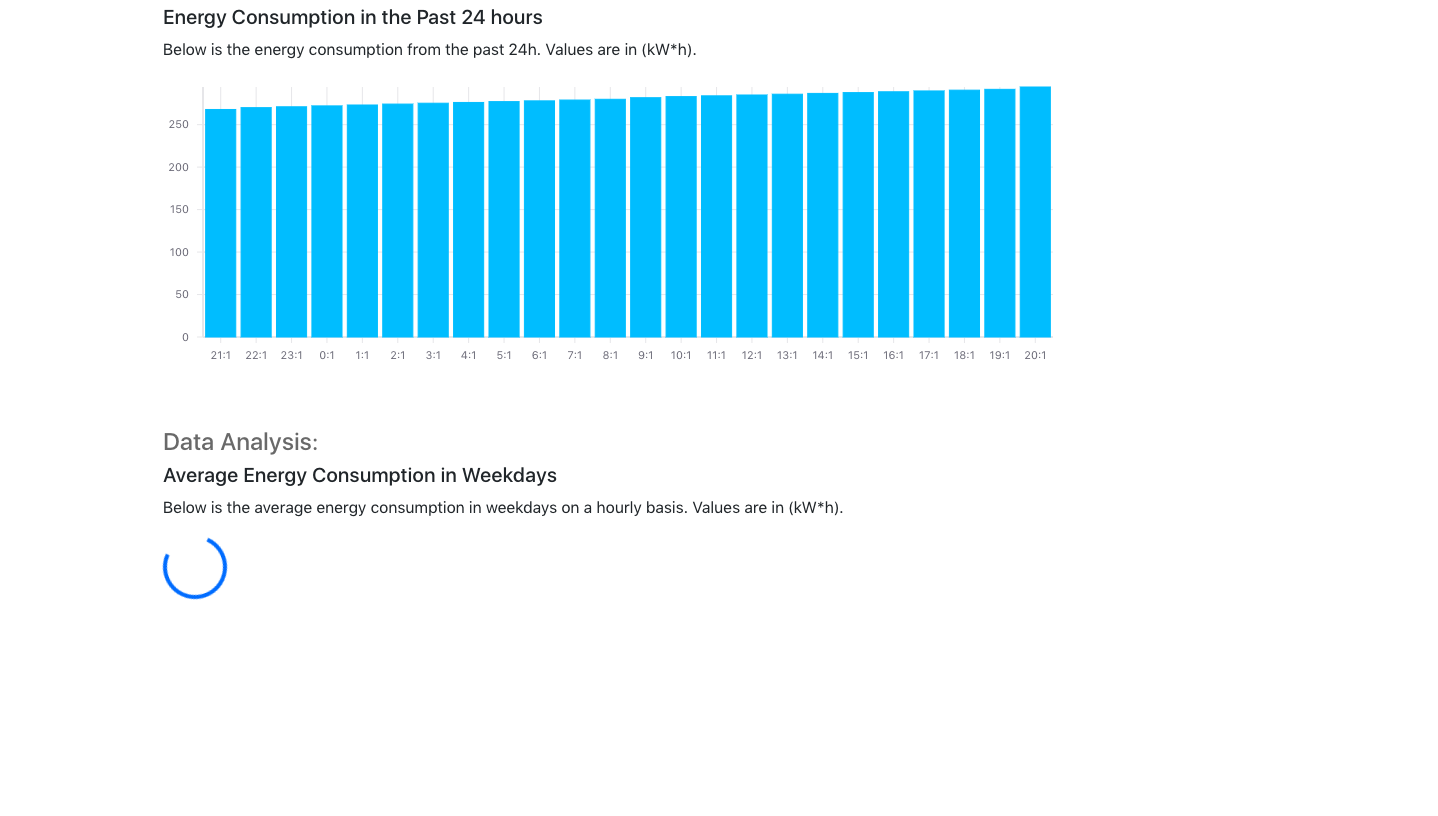 Energy Consumption in the Past 24 hours
Below is the energy consumption from the past 24h. Values are in (kW*h).
250
200
150
100
50
0
21:1 22:1 23:1 0:1 1:1 2:1 3:1 4:1 5:1 6:1 7:1 8:1 9:1 10:1 11:1 12:1 13:1 14:1 15:1 16:1 17:1 18:1 19:1 20:1
Data Analysis:
Average Energy Consumption in Weekdays
Below is the average energy consumption in weekdays on a hourly basis. Values are in (kW*h).